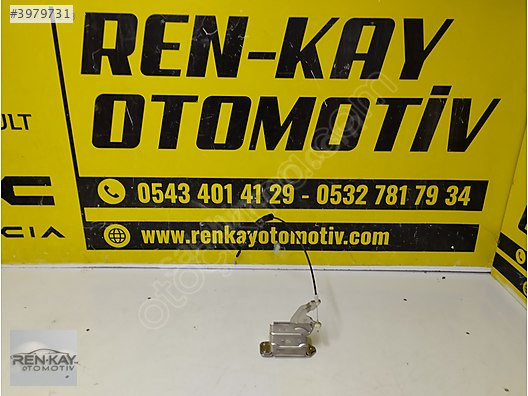 #3979731
REN-KAY
OTOMOTİV
ULT
0543 401 41 29 - 0532 781 79 34
CIA
www.renkayotomotiv.com
REN-KAY
OTOMOTİV